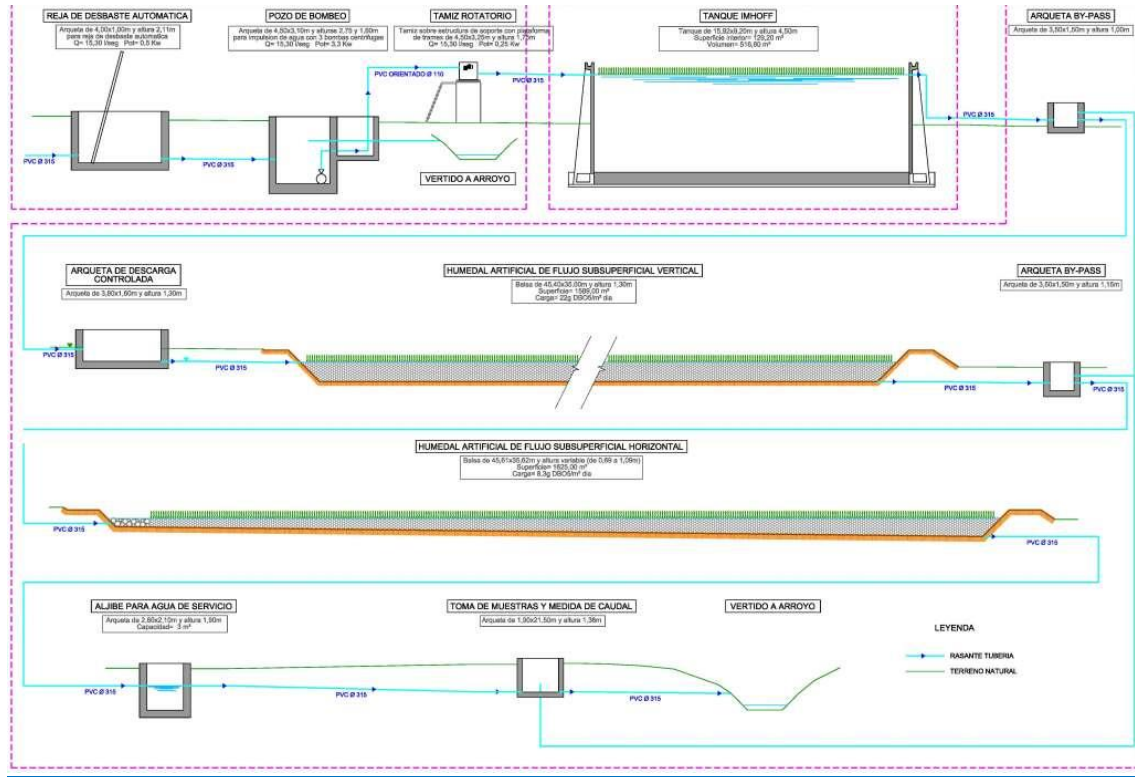 REJA DE DESBASTE AUTOMATICA
Arqueta de 4,00x1,00m y altura 2,11m
para reja de desbaste automatica
Q= 15,30 l/seg Pot= 0,5 Kw
POZO DE BOMBEO
Arqueta de 4,50x3,10m y alturas 2,75 y 1,60m
para impulsion de agua con 3 bombas centrifugas
Q= 15,30 l/seg Pot= 3,3 Kw
TAMIZ ROTATORIO
Tamiz sobre estructura de soporte con plataforma
de trames de 4,50x3,25m y altura 1,75m
Q= 15,30 l/seg Pot= 0,25 Kw
TANQUE IMHOFF
Tanque de 15,92x9,20m y altura 4,50m
Superficie interior= 129,20 m²
Volumen= 516,80 m³
ARQUETA BY-PASS
Arqueta de 3,50x1,50m y altura 1,00m
PVC ORIENTADO Ø 110
PVC Ø 315
PVC Ø 315
PVC Ø 315
PVC Ø 315
PVC Ø 315
VERTIDO A ARROYO
ARQUETA DE DESCARGA
CONTROLADA
Arqueta de 3,80x1,60m y altura 1,30m
HUMEDAL ARTIFICIAL DE FLUJO SUBSUPERFICIAL VERTICAL
Balsa de 45,40x35,00m y altura 1,30m
Superficie= 1589,00 m²
Carga= 22g DBO5/m² dia
ARQUETA BY-PASS
Arqueta de 3,50x1,50m y altura 1,15m
PVC Ø 315
PVC Ø 315
PVC Ø 315
PVC Ø 315
HUMEDAL ARTIFICIAL DE FLUJO SUBSUPERFICIAL HORIZONTAL
Balsa de 45,61x35,62m y altura variable (de 0,69 a 1,09m)
Superficie= 1625,00 m²
Carga= 8,3g DBO5/m² dia
PVC Ø 315
PVC Ø 315
ALJIBE PARA AGUA DE SERVICIO
Arqueta de 2,80x2,10m y altura 1,90m
Capacidad= 3 m³
TOMA DE MUESTRAS Y MEDIDA DE CAUDAL
Arqueta de 1,90x21,50m y altura 1,36m
VERTIDO A ARROYO
LEYENDA
RASANTE TUBERIA
TERRENO NATURAL
PVC Ø 315
PVC Ø 315
PVC Ø 315